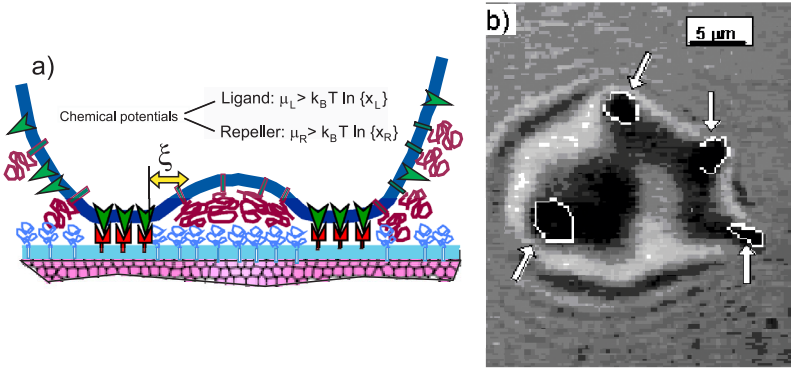 a)
Chemical potentials
Ligand: μL> kBT ln {xL}
Repeller: μR> kBT ln {xR}
ξ
b)
5 μm